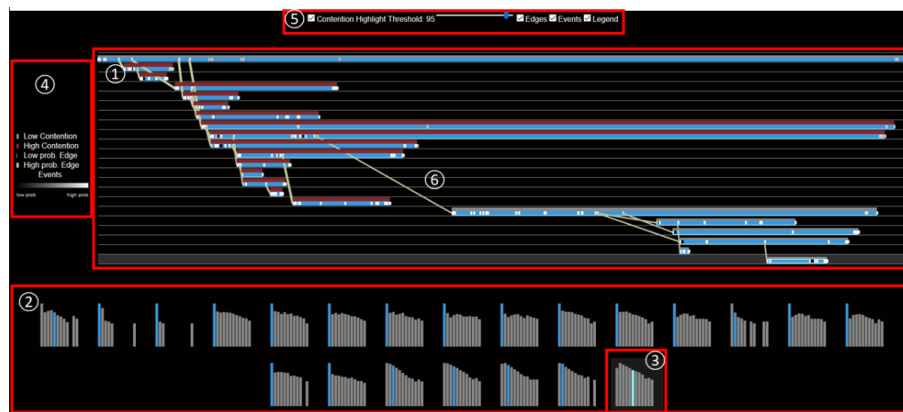 ⑤ Contention Highlight Threshold: 95 Edges Events Legend
①
④
Low Contention
High Contention
Low prob. Edge
High prob. Edge
Events
low prob high prob
⑥
②
③